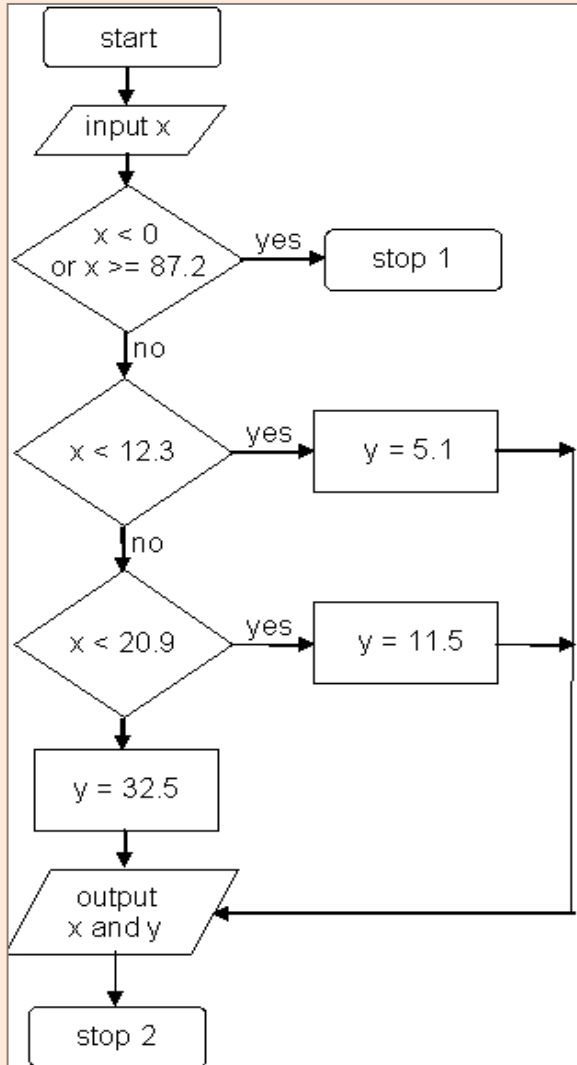 start
input x
x < 0
or x >= 87.2
yes
stop 1
no
x < 12.3
yes
y = 5.1
no
x < 20.9
yes
y = 11.5
y = 32.5
output
x and y
stop 2